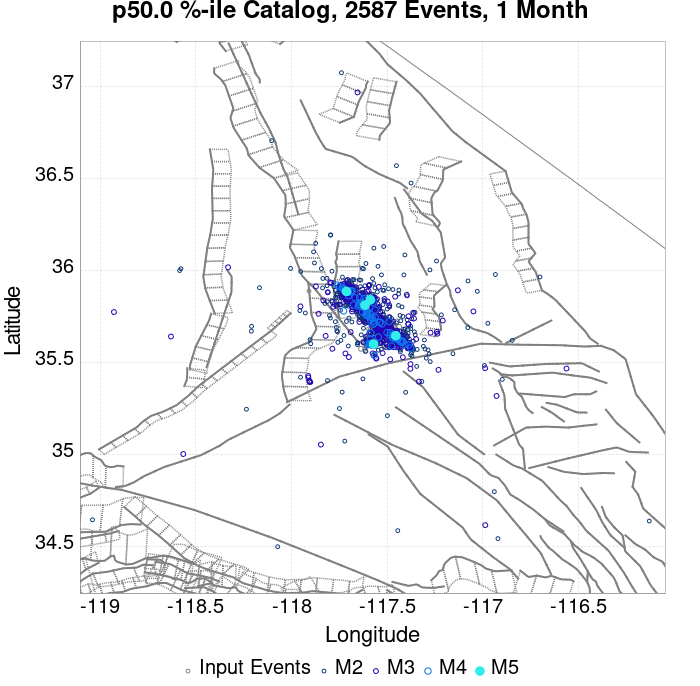 p50.0 %-ile Catalog, 2587 Events, 1 Month
37
36.5
36
35.5
35
34.5
Latitude
-119 -118.5 -118 -117.5 -117 -116.5
Longitude
Input Events M2 M3 M4 M5